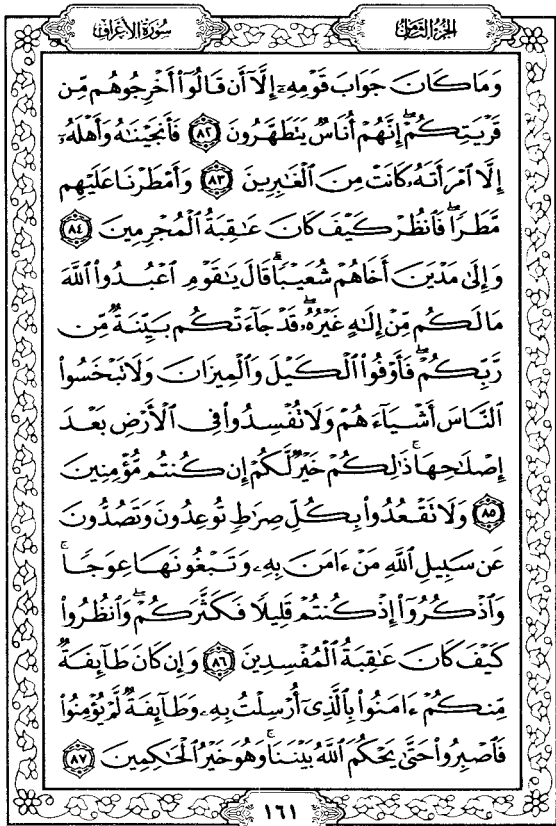 سُورَةُ الأَعْرَافِ
الجُزْءُ الثَّامِنُ
وَمَا كَانَ جَوَابَ قَوْمِهِۦٓ إِلَّآ أَن قَالُوٓا۟ أَخْرِجُوهُم مِّن
قَرْيَتِكُمْ ۖ إِنَّهُمْ أُنَاسٌ يَتَطَهَّرُونَ ٨٢ فَأَنجَيْنَٰهُ وَأَهْلَهُۥٓ
إِلَّا ٱمْرَأَتَهُۥ كَانَتْ مِنَ ٱلْغَٰبِرِينَ ٨٣ وَأَمْطَرْنَا عَلَيْهِم
مَّطَرًا ۖ فَٱنظُرْ كَيْفَ كَانَ عَٰقِبَةُ ٱلْمُجْرِمِينَ ٨٤
وَإِلَىٰ مَدْيَنَ أَخَاهُمْ شُعَيْبًا ۗ قَالَ يَٰقَوْمِ ٱعْبُدُوا۟ ٱللَّهَ
مَا لَكُم مِّنْ إِلَٰهٍ غَيْرُهُۥ ۖ قَدْ جَآءَتْكُم بَيِّنَةٌ مِّن
رَّبِّكُمْ ۖ فَأَوْفُوا۟ ٱلْكَيْلَ وَٱلْمِيزَانَ وَلَا تَبْخَسُوا۟
ٱلنَّاسَ أَشْيَآءَهُمْ وَلَا تُفْسِدُوا۟ فِى ٱلْأَرْضِ بَعْدَ
إِصْلَٰحِهَا ۚ ذَٰلِكُمْ خَيْرٌ لَّكُمْ إِن كُنتُم مُّؤْمِنِينَ
٨٥ وَلَا تَقْعُدُوا۟ بِكُلِّ صِرَٰطٍ تُوعِدُونَ وَتَصُدُّونَ
عَن سَبِيلِ ٱللَّهِ مَنْ ءَامَنَ بِهِۦ وَتَبْغُونَهَا عِوَجًا ۚ
وَٱذْكُرُوٓا۟ إِذْ كُنتُمْ قَلِيلًا فَكَثَّرَكُمْ ۖ وَٱنظُرُوا۟
كَيْفَ كَانَ عَٰقِبَةُ ٱلْمُفْسِدِينَ ٨٦ وَإِن كَانَ طَآئِفَةٌ
مِّنكُمْ ءَامَنُوا۟ بِٱلَّذِىٓ أُرْسِلْتُ بِهِۦ وَطَآئِفَةٌ لَّمْ يُؤْمِنُوا۟
فَٱصْبِرُوا۟ حَتَّىٰ يَحْكُمَ ٱللَّهُ بَيْنَنَا ۚ وَهُوَ خَيْرُ ٱلْحَٰكِمِينَ ٨٧
١٦١